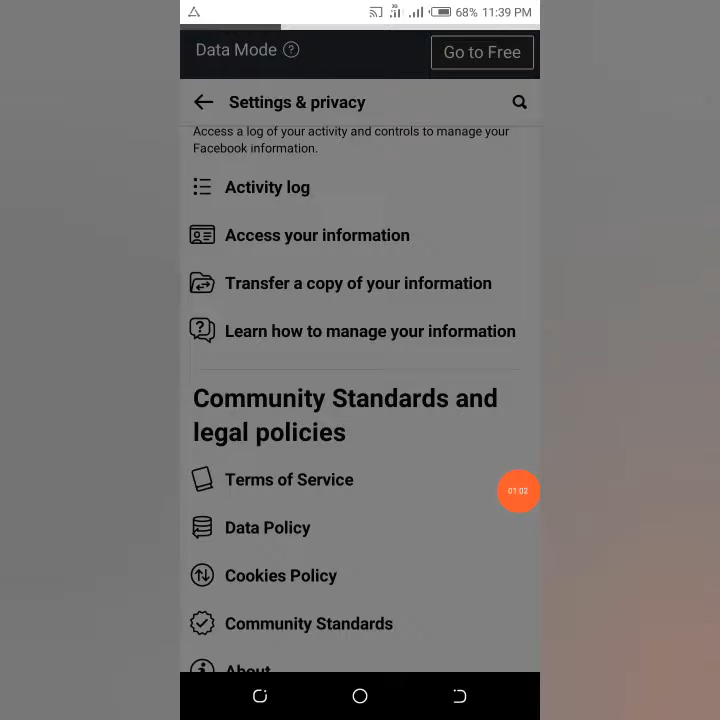 68% 11:39 PM
Data Mode
Go to Free
Settings & privacy
Access a log of your activity and controls to manage your
Facebook information.
Activity log
Access your information
Transfer a copy of your information
Learn how to manage your information
Community Standards and
legal policies
Terms of Service
01:02
Data Policy
Cookies Policy
Community Standards
About